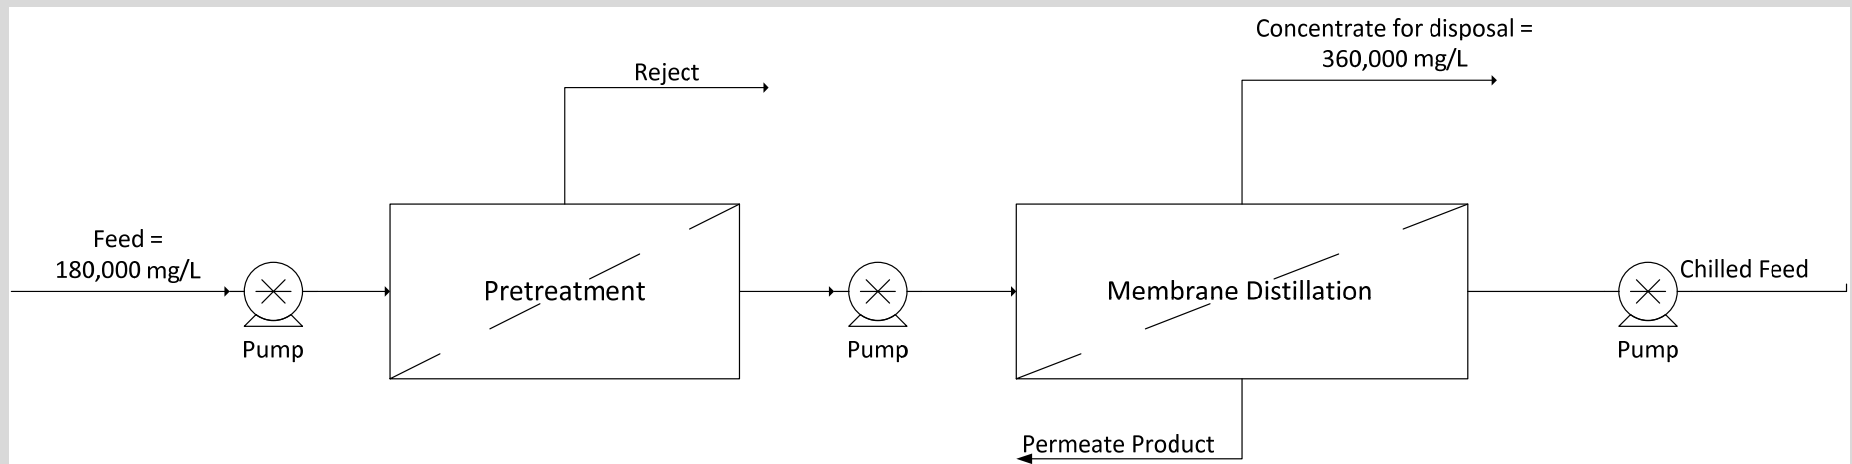 Concentrate for disposal =
360,000 mg/L
Reject
Feed =
180,000 mg/L
Pretreatment
Membrane Distillation
Chilled Feed
Pump
Pump
Pump
Permeate Product